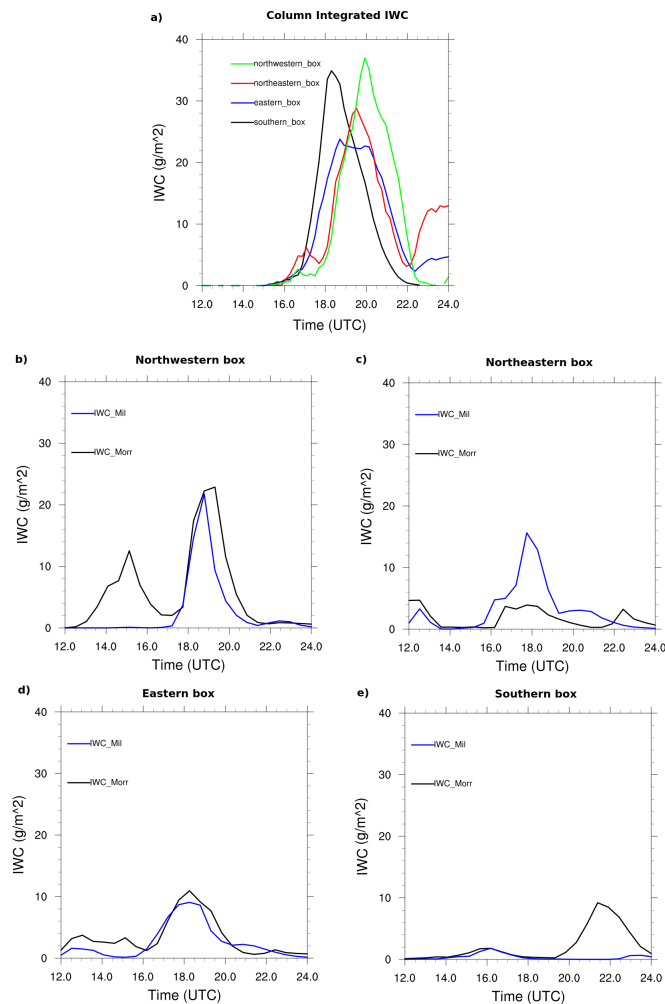 a)
Column Integrated IWC
40
30
20
10
0
IWC (g/m^2)
northwestern_box
northeastern_box
eastern_box
southern_box
12.0 14.0 16.0 18.0 20.0 22.0 24.0
Time (UTC)
b)
Northwestern box
40
30
20
10
0
IWC (g/m^2)
IWC_Mil
IWC_Morr
12.0 14.0 16.0 18.0 20.0 22.0 24.0
Time (UTC)
c)
Northeastern box
40
30
20
10
0
IWC (g/m^2)
IWC_Mil
IWC_Morr
12.0 14.0 16.0 18.0 20.0 22.0 24.0
Time (UTC)
d)
Eastern box
40
30
20
10
0
IWC (g/m^2)
IWC_Mil
IWC_Morr
12.0 14.0 16.0 18.0 20.0 22.0 24.0
Time (UTC)
e)
Southern box
40
30
20
10
0
IWC (g/m^2)
IWC_Mil
IWC_Morr
12.0 14.0 16.0 18.0 20.0 22.0 24.0
Time (UTC)